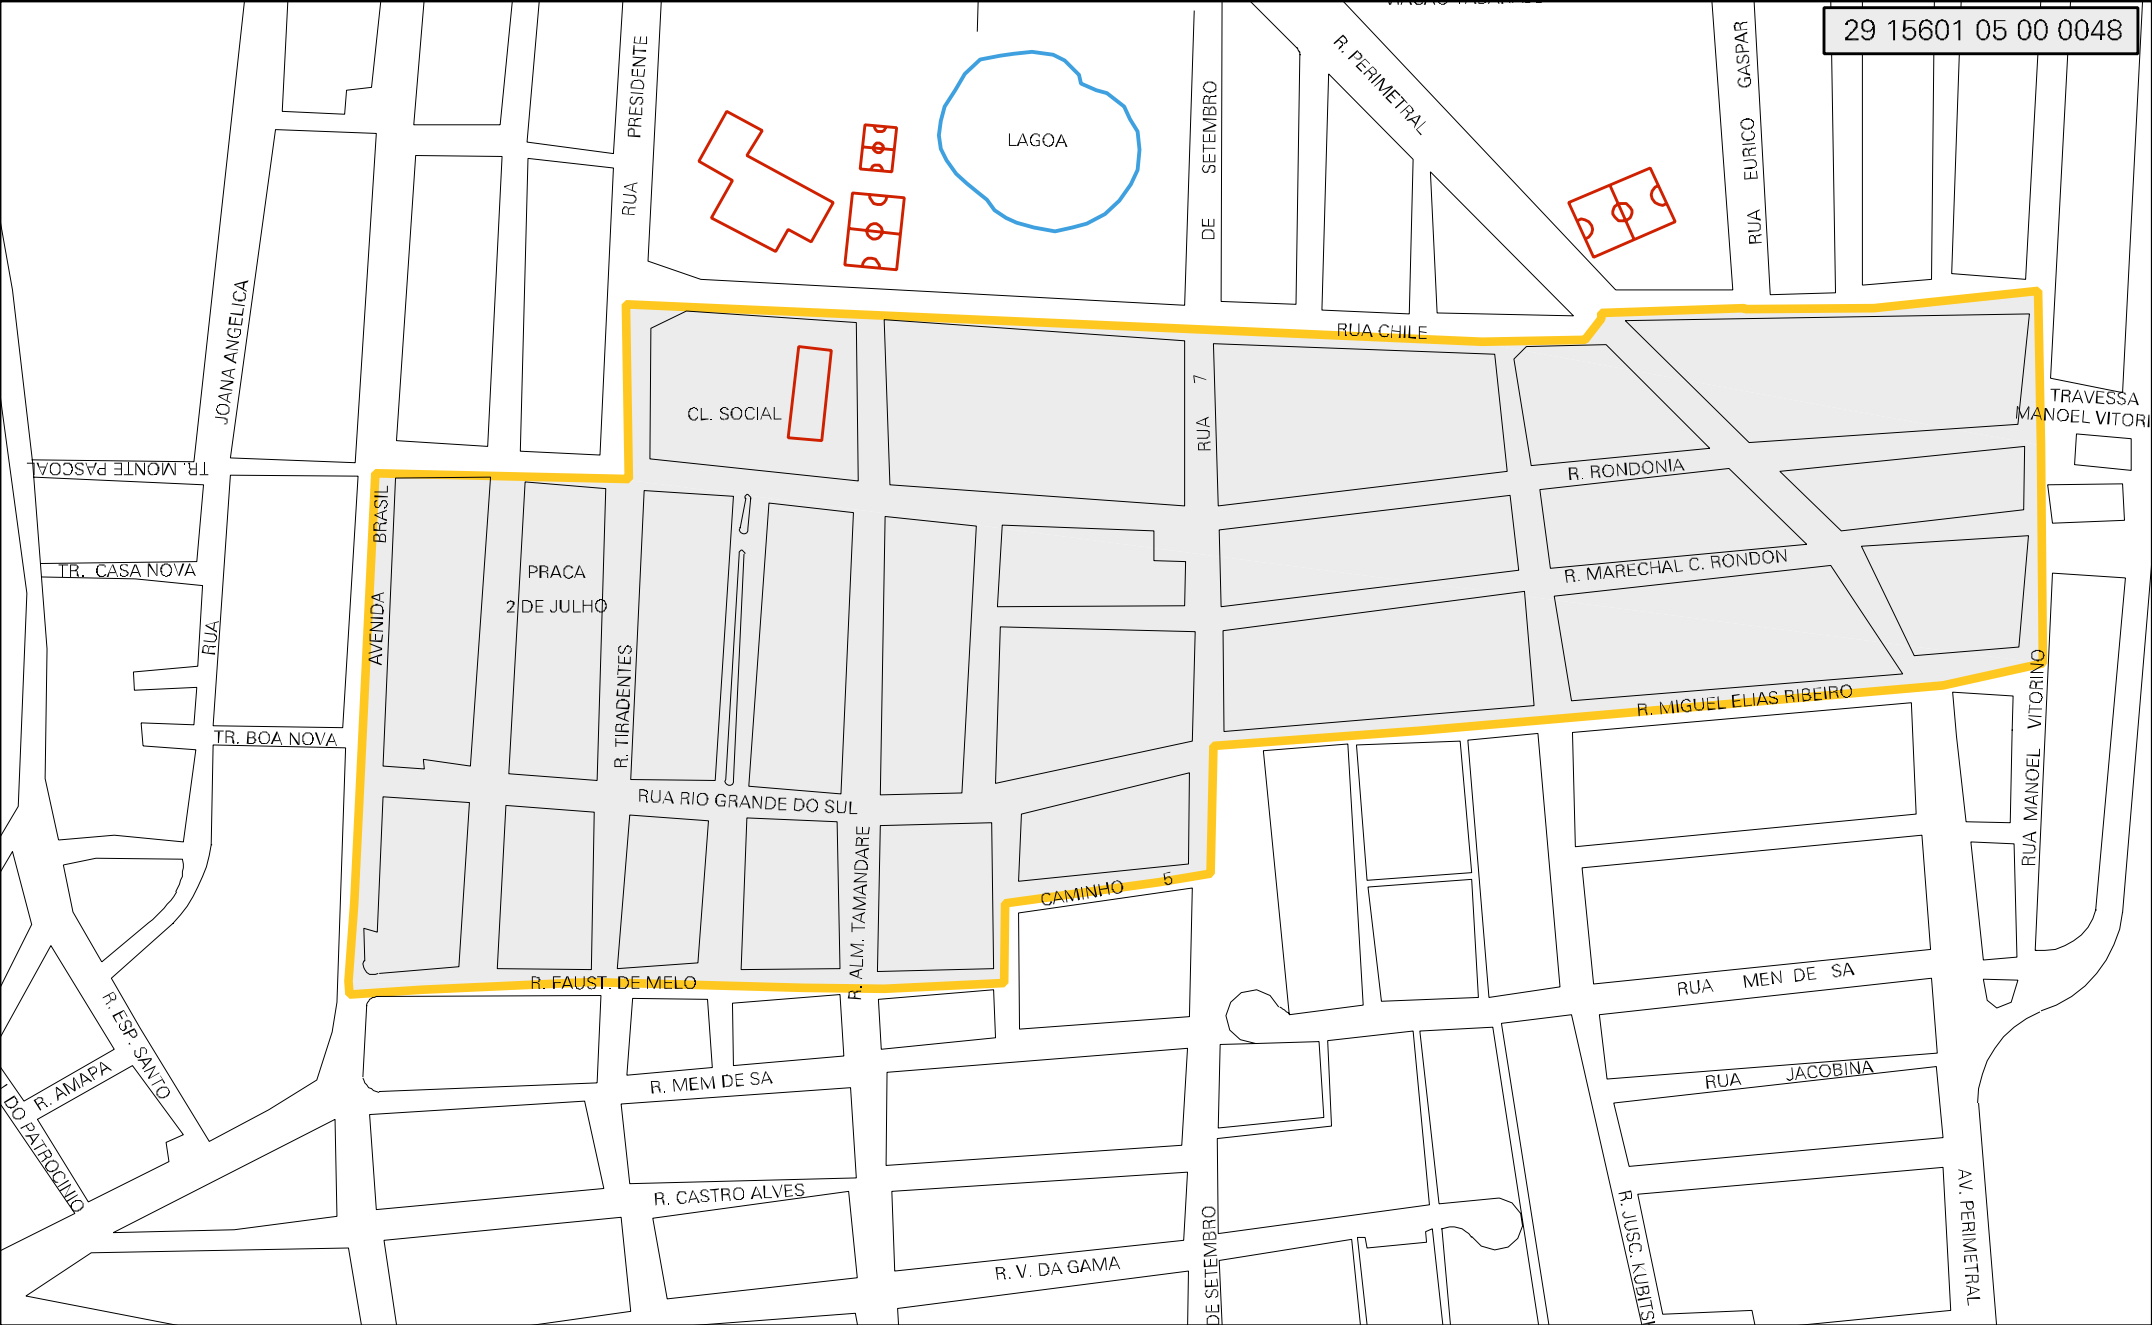 29 15601 05 00 0048
PRESIDENTE
RUA
LAGOA
DE SETEMBRO
R. PERIMETRAL
RUA EURICO GASPAR
JOANA ANGELICA
RUA
RUA CHILE
CL. SOCIAL
RUA 7
TRAVESSA
MANOEL VITORI
TR. MONTE PASCOAL
R. RONDONIA
AVENIDA BRASIL
TR. CASA NOVA
PRACA
2 DE JULHO
R. MARECHAL C. RONDON
R. TIRADENTES
R. MIGUEL ELIAS RIBEIRO
RUA MANOEL VITORINO
TR. BOA NOVA
RUA RIO GRANDE DO SUL
R. ALM. TAMANDARE
CAMINHO 5
R. FAUST. DE MELO
RUA MEN DE SA
R. ESP. SANTO
R. AMAPA
DO PATROCINIO
R. MEM DE SA
RUA JACOBINA
R. CASTRO ALVES
R. V. DA GAMA
DE SETEMBRO
R. JUSC. KUBITS
AV. PERIMETRAL